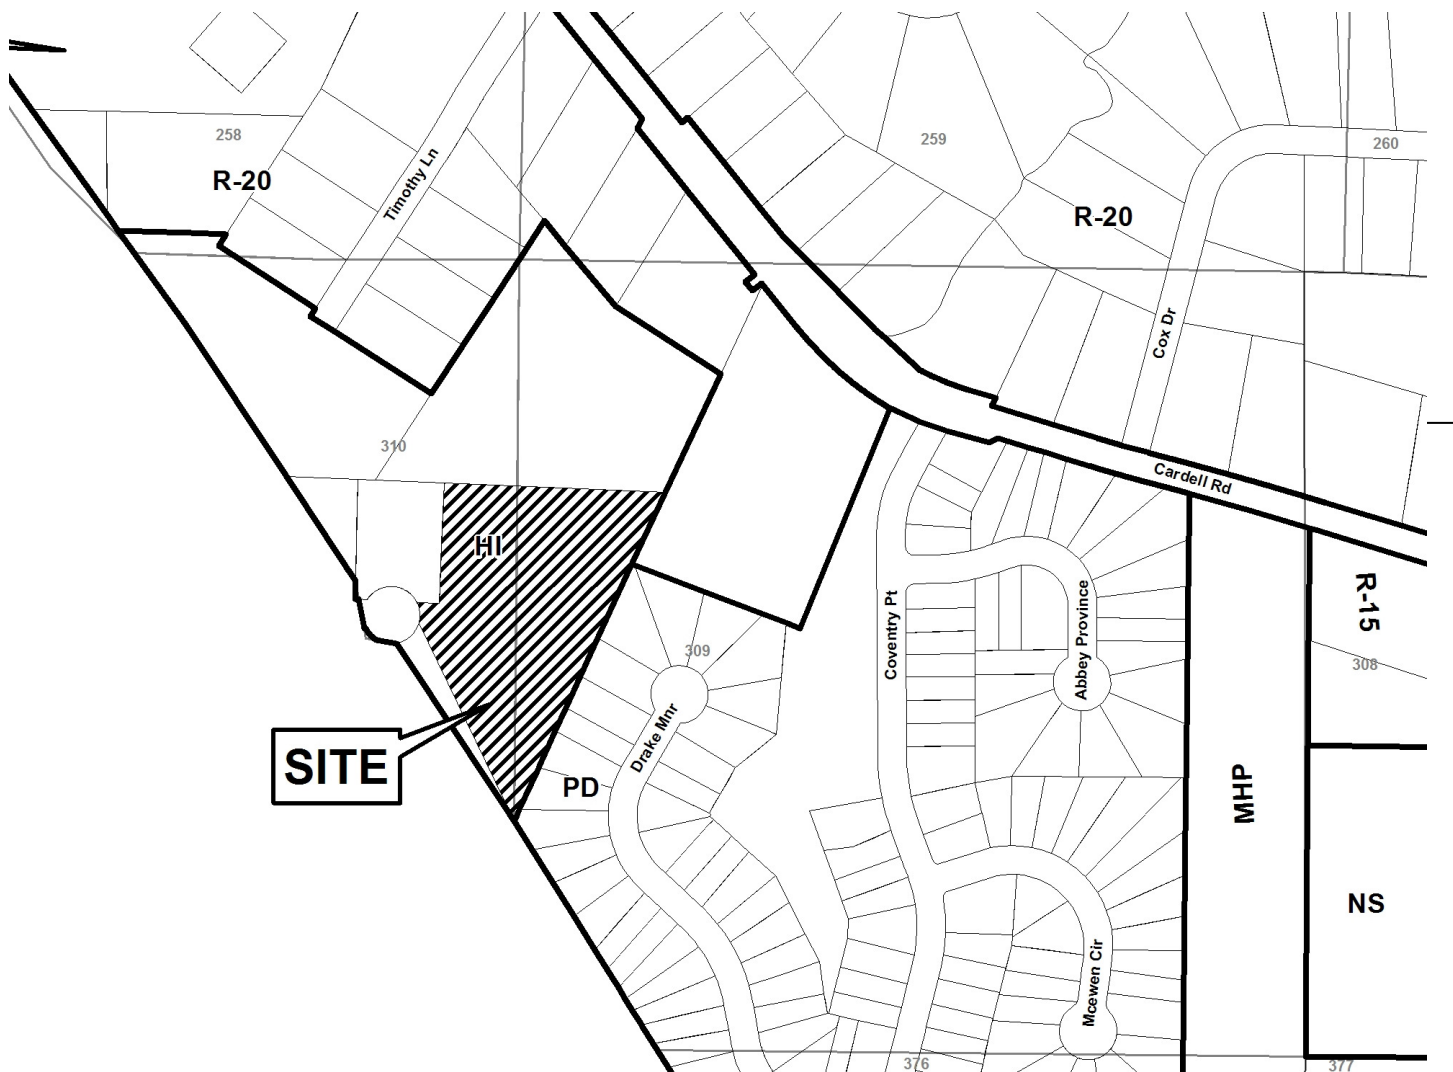 258
259
260
R-20
Timothy Ln
R-20
Cox Dr
310
Cardell Rd
HI
R-15
Coventry Pt
Abbey Province
309
308
Drake Mnr
SITE
PD
MHP
NS
Mcewen Cir
376
377